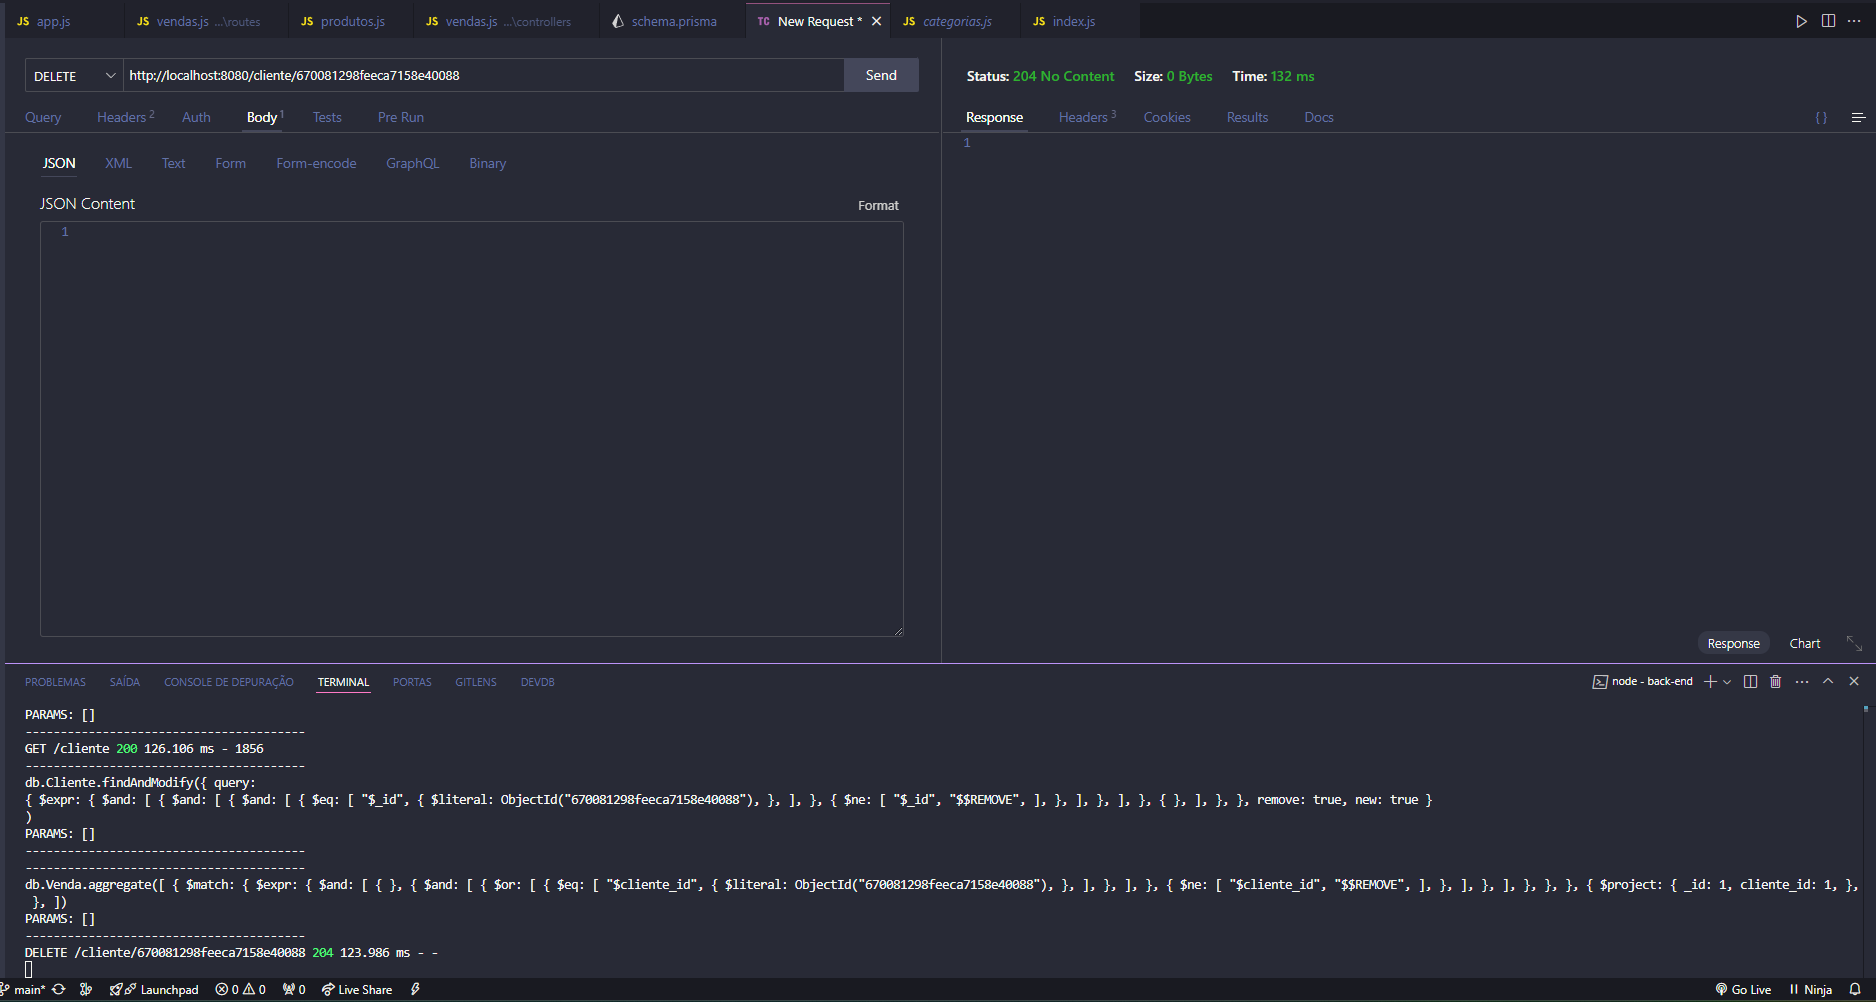 JS app.js JS vendas.js ...\routes JS produtos.js JS vendas.js ...\controllers schema.prisma TC New Request * JS categorias.js JS index.js
DELETE http://localhost:8080/cliente/670081298feeca7158e40088 Send
Status: 204 No Content Size: 0 Bytes Time: 132 ms
Query Headers 2 Auth Body 1 Tests Pre Run
Response Headers 3 Cookies Results Docs { }
1
JSON XML Text Form Form-encode GraphQL Binary
JSON Content Format
1
Response Chart
PROBLEMAS SAÍDA CONSOLE DE DEPURAÇÃO TERMINAL PORTAS GITLENS DEVDB node - back-end
PARAMS: []
----------------------------------------
GET /cliente 200 126.106 ms - 1856
----------------------------------------
db.Cliente.findAndModify({ query:
{ $expr: { $and: [ { $and: [ { $and: [ { $eq: [ "$_id", { $literal: ObjectId("670081298feeca7158e40088"), }, ], }, { $ne: [ "$_id", "$$REMOVE", ], }, ], }, ], }, { }, ], }, }, remove: true, new: true }
)
PARAMS: []
----------------------------------------
----------------------------------------
db.Venda.aggregate([ { $match: { $expr: { $and: [ { }, { $and: [ { $or: [ { $eq: [ "$cliente_id", { $literal: ObjectId("670081298feeca7158e40088"), }, ], }, ], }, { $ne: [ "$cliente_id", "$$REMOVE", ], }, ], }, ], }, }, }, { $project: { _id: 1, cliente_id: 1, },
}, ])
PARAMS: []
----------------------------------------
DELETE /cliente/670081298feeca7158e40088 204 123.986 ms - -
main* Launchpad 0 0 0 Live Share Go Live Ninja